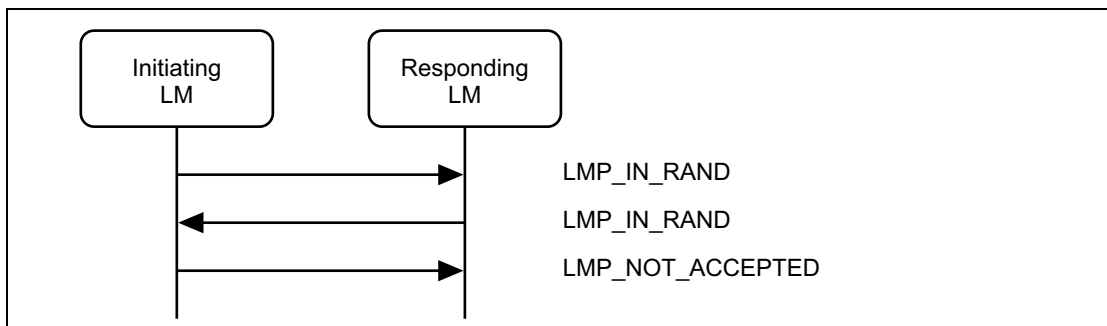 Initiating
LM
Responding
LM
LMP_IN_RAND
LMP_IN_RAND
LMP_NOT_ACCEPTED